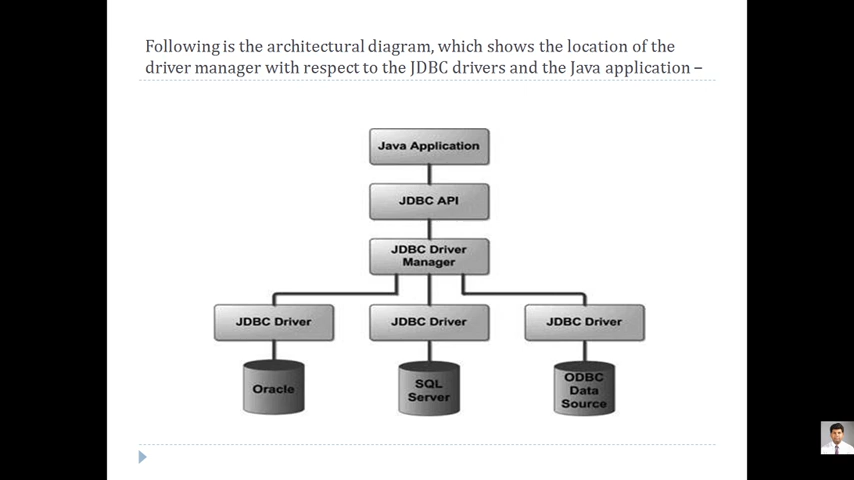 Following is the architectural diagram, which shows the location of the
driver manager with respect to the JDBC drivers and the Java application –
Java Application
JDBC API
JDBC Driver
Manager
JDBC Driver
JDBC Driver
JDBC Driver
Oracle
SQL
Server
ODBC
Data
Source